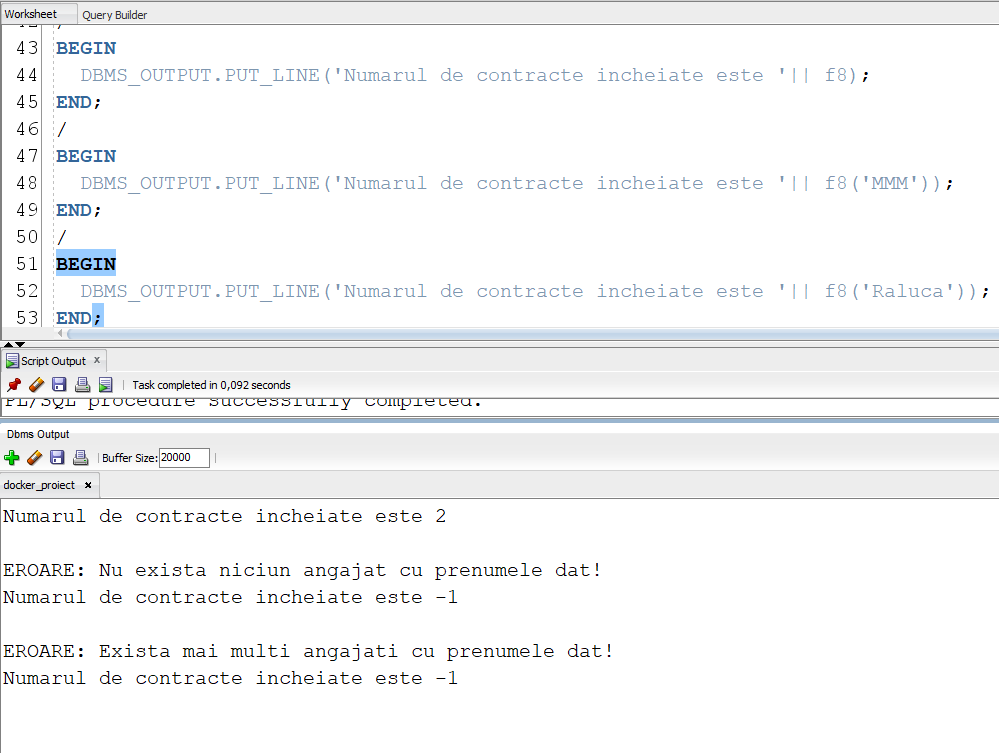 Worksheet Query Builder
43 BEGIN
44 DBMS_OUTPUT.PUT_LINE('Numarul de contracte incheiate este '|| f8);
45 END;
46 /
47 BEGIN
48 DBMS_OUTPUT.PUT_LINE('Numarul de contracte incheiate este '|| f8('MMM'));
49 END;
50 /
51 BEGIN
52 DBMS_OUTPUT.PUT_LINE('Numarul de contracte incheiate este '|| f8('Raluca'));
53 END;
Script Output x
Task completed in 0,092 seconds
PL/SQL procedure successfully completed.
Dbms Output
Buffer Size: 20000
docker_proiect x
Numarul de contracte incheiate este 2
EROARE: Nu exista niciun angajat cu prenumele dat!
Numarul de contracte incheiate este -1
EROARE: Exista mai multi angajati cu prenumele dat!
Numarul de contracte incheiate este -1